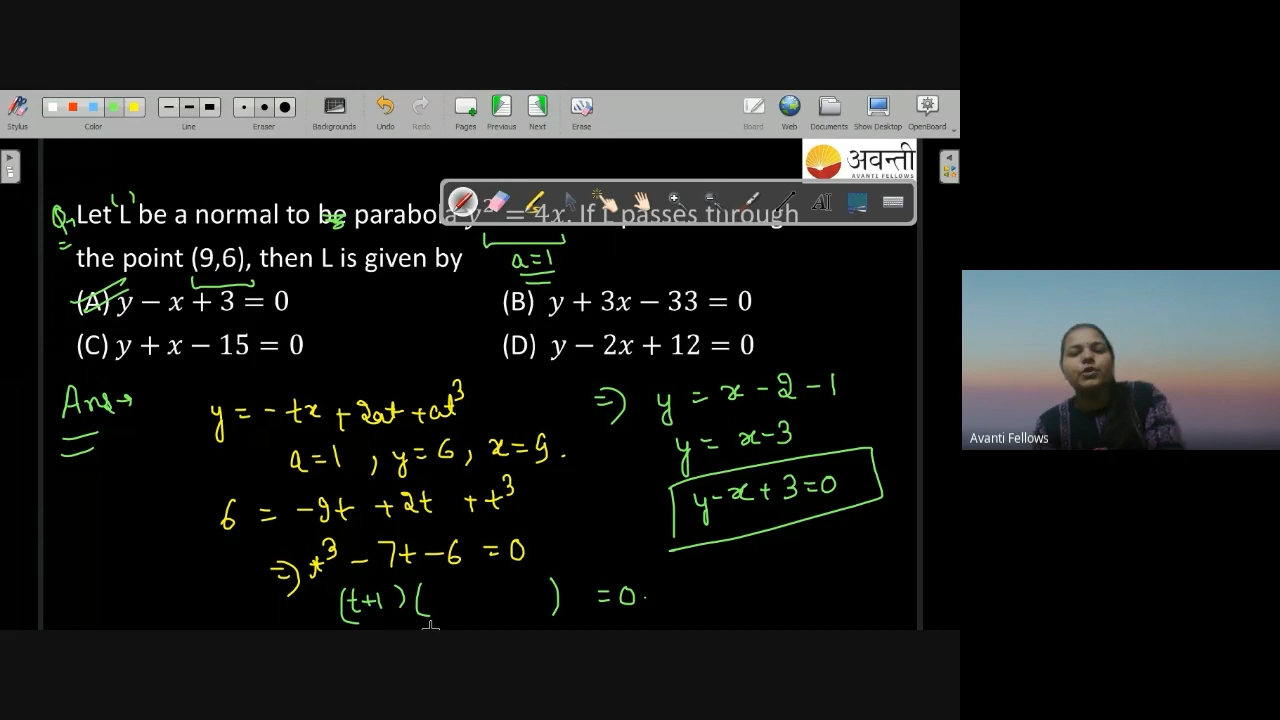 Stylus Color Line Eraser Backgrounds Undo Redo Pages Previous Next Erase Board Web Documents Show Desktop OpenBoard
अवन्ती
AVANTI FELLOWS
Q. Let 'L' be a normal to be parabola y² = 4x. If L passes through
the point (9,6), then L is given by
a=1
(A) y − x + 3 = 0
(B) y + 3x − 33 = 0
(C) y + x − 15 = 0
(D) y − 2x + 12 = 0
Ans→
y = -tx + 2at + at³
a=1, y=6, x=9.
6 = -9t + 2t + t³
⇒ t³ - 7t - 6 = 0
(t+1)( ) = 0.
⇒ y = x - 2 - 1
y = x-3
y-x+3=0
Avanti Fellows